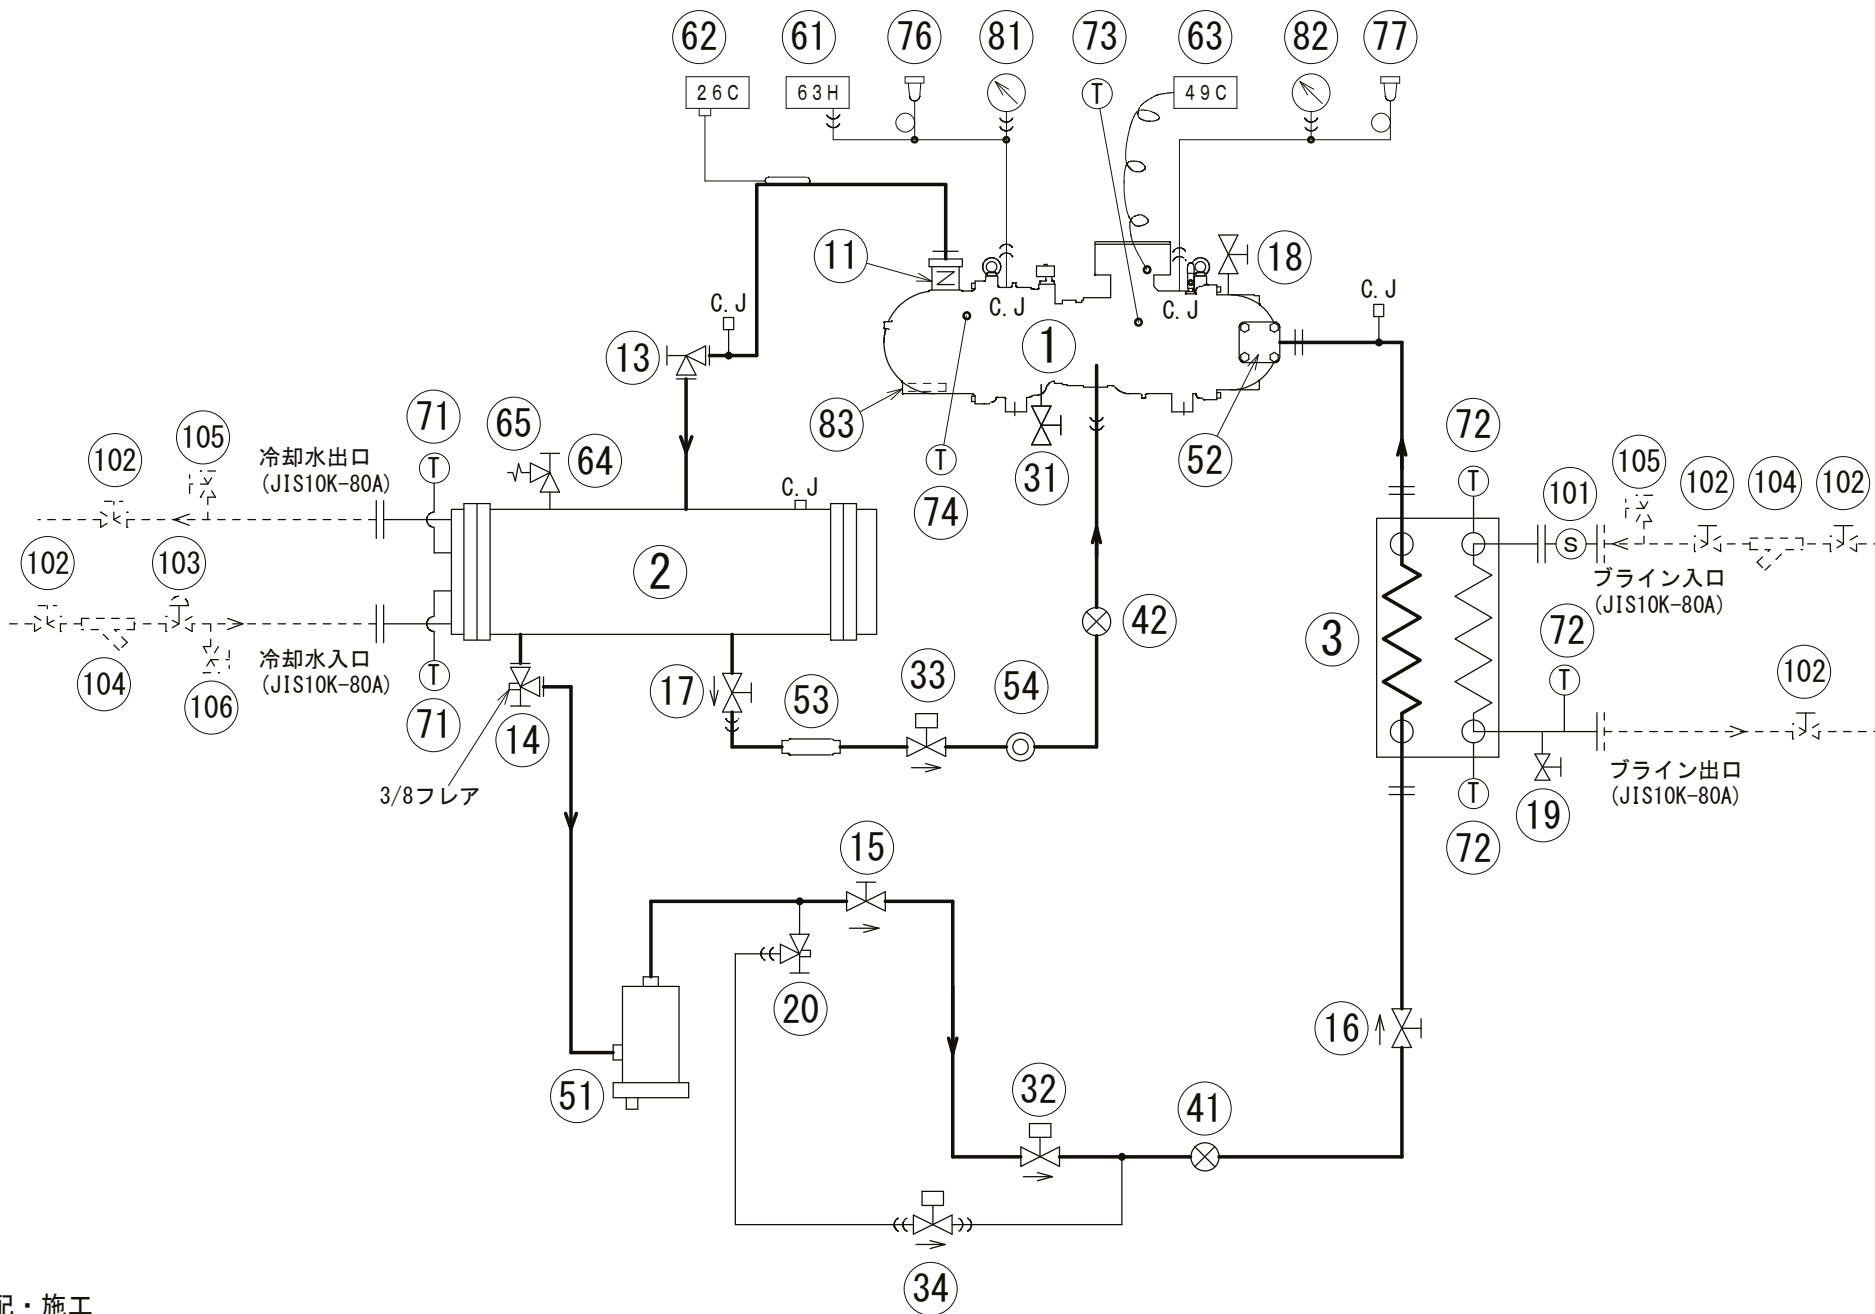 62 61 76 81 73 63 82 77
26C 63H T 49C
11 18
C.J C.J C.J C.J
13 1
83 52
71 65 64 72
102 105 冷却水出口
(JIS10K-80A)
T C.J T 31 T
74
105 102 104 102
101
S
102 103 2
ブライン入口
(JIS10K-80A)
42 3 72
104 106 冷却水入口
(JIS10K-80A)
T 17 53 33 54 T 102
71 14
3/8フレア
ブライン出口
(JIS10K-80A)
T 19
72
15
20
16
51 32 41
34
配・施工